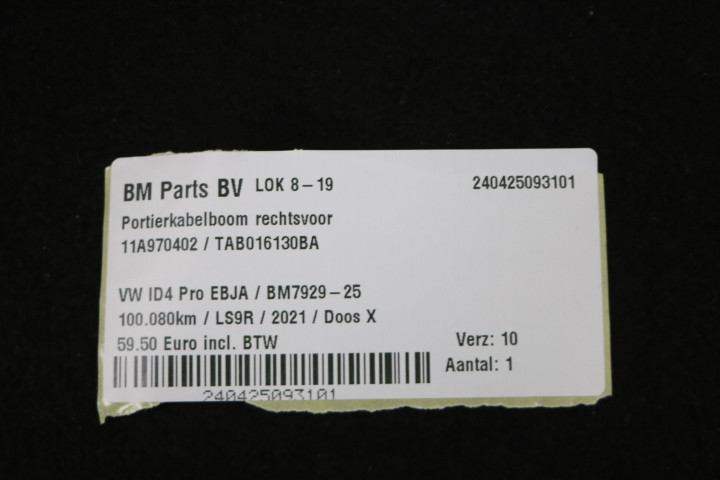 BM Parts BV LOK 8-19 240425093101
Portierkabelboom rechtsvoor
11A970402 / TAB016130BA
VW ID4 Pro EBJA / BM7929-25
100.080km / LS9R / 2021 / Doos X
59.50 Euro incl. BTW Verz: 10
Aantal: 1
240425093101